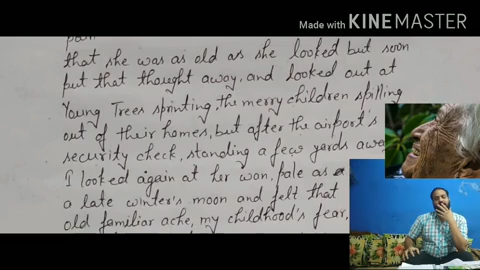 Made with KINEMASTER
pain
that she was as old as she looked but soon
put that thought away, and looked out at
Young Trees sprinting, the merry children spilling
out of their homes, but after the airport's
security check, standing a few yards away
I looked again at her wan, pale as
a late winter's moon and felt that
old familiar ache, my childhood's fear,